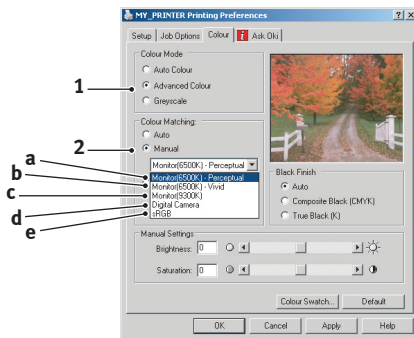 MY_PRINTER Printing Preferences
Setup Job Options Colour Ask Oki
Colour Mode
Auto Colour
1 Advanced Colour
Greyscale
Colour Matching:
Auto
2 Manual
Monitor(6500K) - Perceptual
a Monitor(6500K) - Perceptual
b Monitor(6500K) - Vivid
c Monitor(9300K)
d Digital Camera
e sRGB
Black Finish
Auto
Composite Black (CMYK)
True Black (K)
Manual Settings
Brightness: 0
Saturation: 0
Colour Swatch... Default
OK Cancel Apply Help